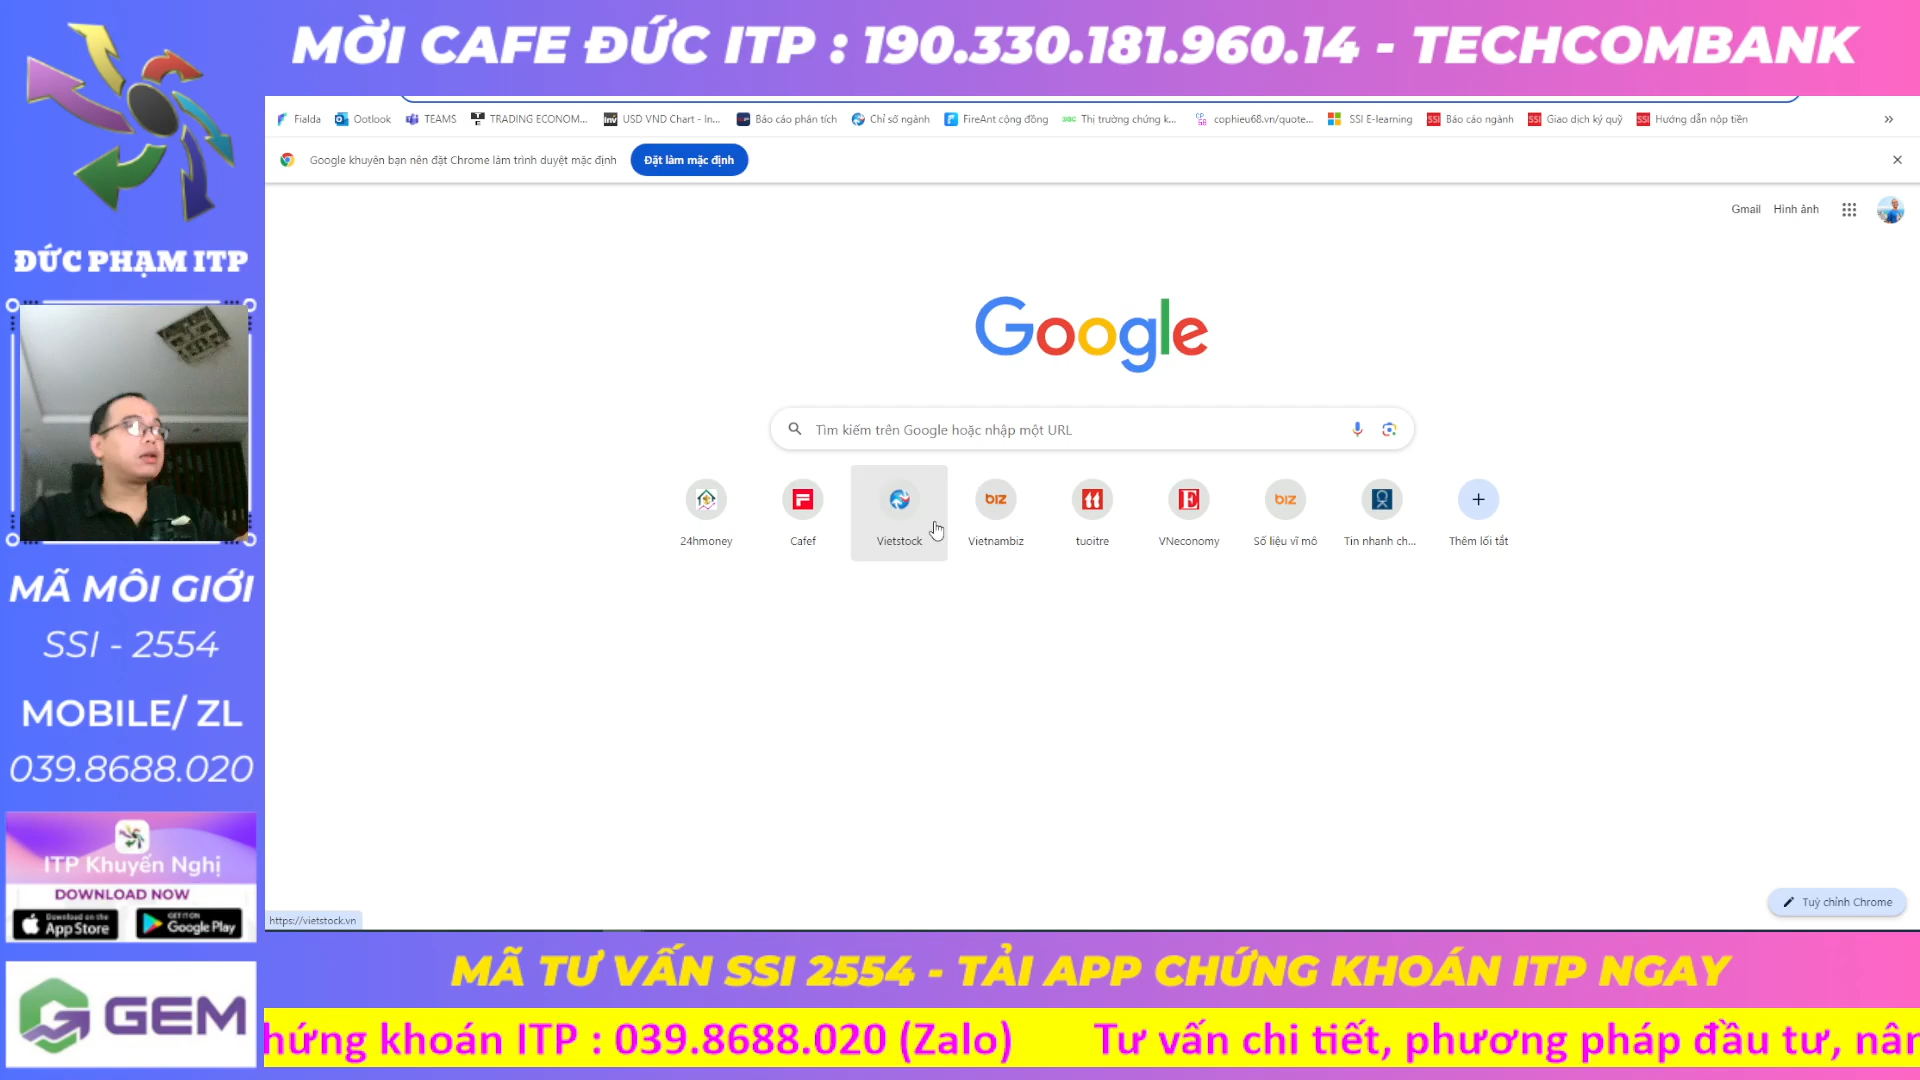 MỜI CAFE ĐỨC ITP : 190.330.181.960.14 - TECHCOMBANK
ĐỨC PHẠM ITP
MÃ MÔI GIỚI
SSI - 2554
MOBILE/ ZL
039.8688.020
ITP Khuyến Nghị
DOWNLOAD NOW
Download on the
App Store
GET IT ON
Google Play
GEM
Fialda
Ootlook
TEAMS
TRADING ECONOM...
USD VND Chart - In...
Báo cáo phân tích
Chỉ số ngành
FireAnt cộng đồng
Thị trường chứng k...
cophieu68.vn/quote...
SSI E-learning
Báo cáo ngành
Giao dịch ký quỹ
Hướng dẫn nộp tiền
Google khuyên bạn nên đặt Chrome làm trình duyệt mặc định
Đặt làm mặc định
Gmail
Hình ảnh
Google
Tìm kiếm trên Google hoặc nhập một URL
24hmoney
Cafef
Vietstock
Vietnambiz
tuoitre
VNeconomy
Số liệu vĩ mô
Tin nhanh ch...
Thêm lối tắt
Tuỳ chỉnh Chrome
https://vietstock.vn
MÃ TƯ VẤN SSI 2554 - TẢI APP CHỨNG KHOÁN ITP NGAY
hứng khoán ITP : 039.8688.020 (Zalo) Tư vấn chi tiết, phương pháp đầu tư, nân